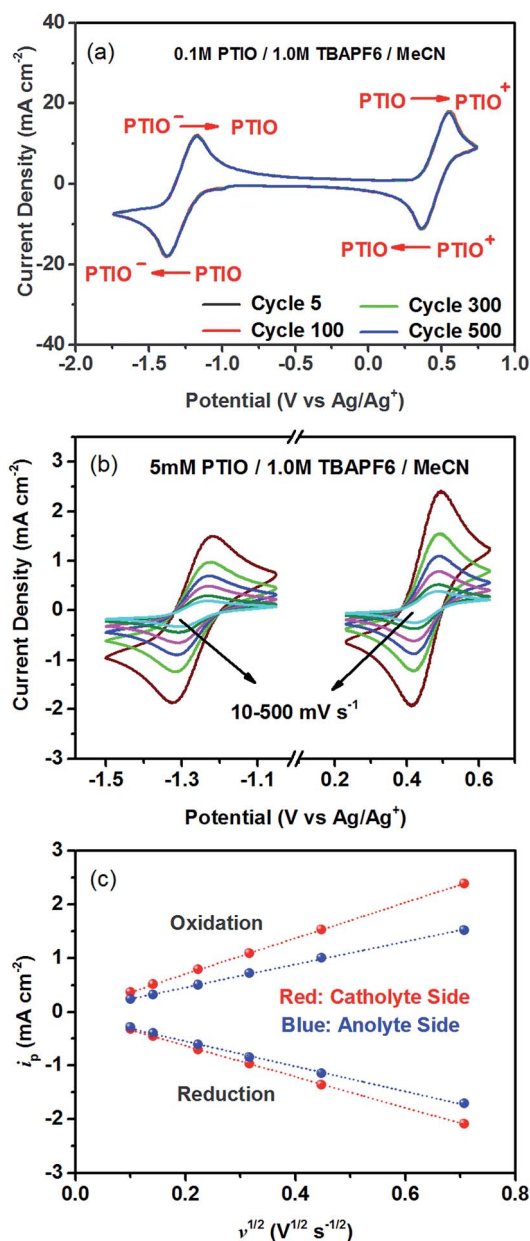 (a)
0.1M PTIO / 1.0M TBAPF6 / MeCN
PTIO⁻ → PTIO
PTIO → PTIO⁺
PTIO⁻ ← PTIO
PTIO ← PTIO⁺
Cycle 5
Cycle 300
Cycle 100
Cycle 500
40
20
0
-20
-40
Current Density (mA cm⁻²)
-2.0 -1.5 -1.0 -0.5 0.0 0.5 1.0
Potential (V vs Ag/Ag⁺)
(b)
5mM PTIO / 1.0M TBAPF6 / MeCN
10-500 mV s⁻¹
3
2
1
0
-1
-2
-3
Current Density (mA cm⁻²)
-1.5 -1.3 -1.1 0.2 0.4 0.6
Potential (V vs Ag/Ag⁺)
(c)
Oxidation
Red: Catholyte Side
Blue: Anolyte Side
Reduction
3
2
1
0
-1
-2
-3
iₚ (mA cm⁻²)
0.0 0.2 0.4 0.6 0.8
ν¹ᐟ² (V¹ᐟ² s⁻¹ᐟ²)